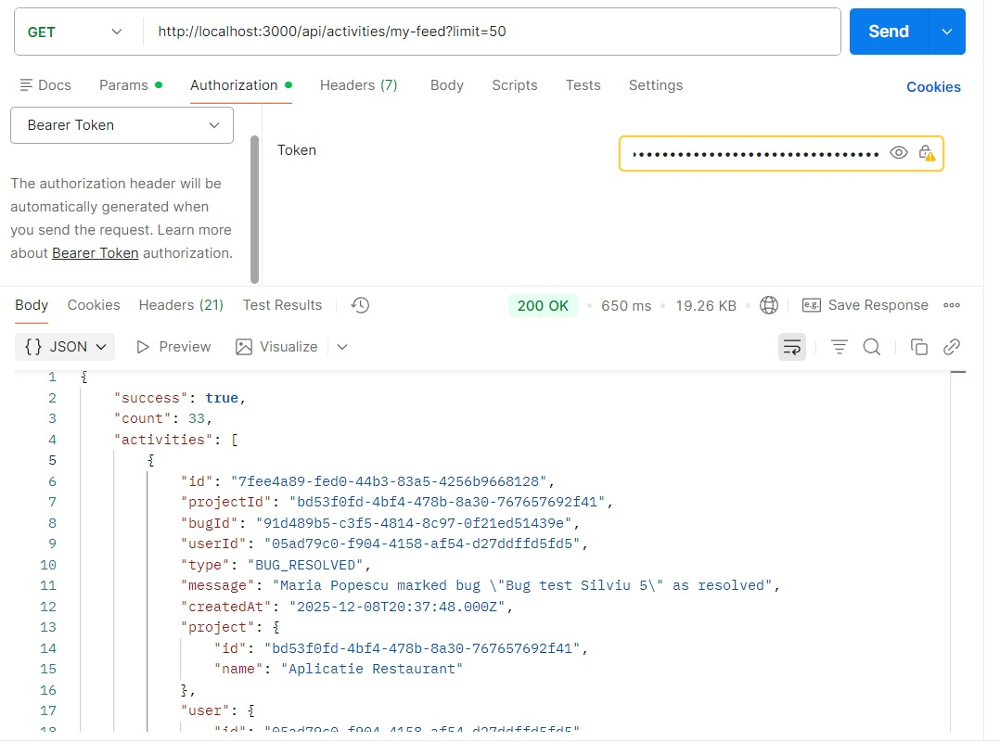 GET http://localhost:3000/api/activities/my-feed?limit=50 Send
Docs Params Authorization Headers (7) Body Scripts Tests Settings Cookies
Bearer Token
Token
The authorization header will be
automatically generated when
you send the request. Learn more
about Bearer Token authorization.
Body Cookies Headers (21) Test Results 200 OK 650 ms 19.26 KB e.g. Save Response
{} JSON Preview Visualize
1 {
2 "success": true,
3 "count": 33,
4 "activities": [
5 {
6 "id": "7fee4a89-fed0-44b3-83a5-4256b9668128",
7 "projectId": "bd53f0fd-4bf4-478b-8a30-767657692f41",
8 "bugId": "91d489b5-c3f5-4814-8c97-0f21ed51439e",
9 "userId": "05ad79c0-f904-4158-af54-d27ddffd5fd5",
10 "type": "BUG_RESOLVED",
11 "message": "Maria Popescu marked bug \"Bug test Silviu 5\" as resolved",
12 "createdAt": "2025-12-08T20:37:48.000Z",
13 "project": {
14 "id": "bd53f0fd-4bf4-478b-8a30-767657692f41",
15 "name": "Aplicatie Restaurant"
16 },
17 "user": {
18 "id": "05ad79c0-f904-4158-af54-d27ddffd5fd5",